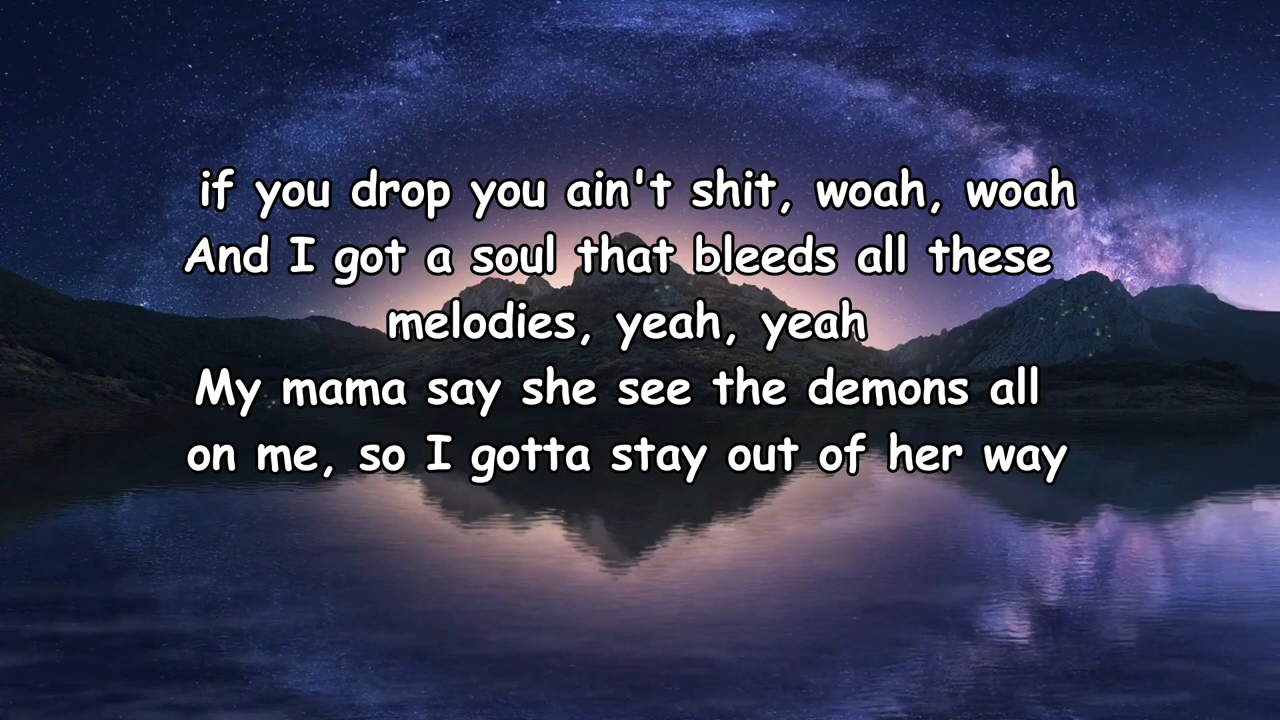 if you drop you ain't shit, woah, woah
And I got a soul that bleeds all these
melodies, yeah, yeah
My mama say she see the demons all
on me, so I gotta stay out of her way